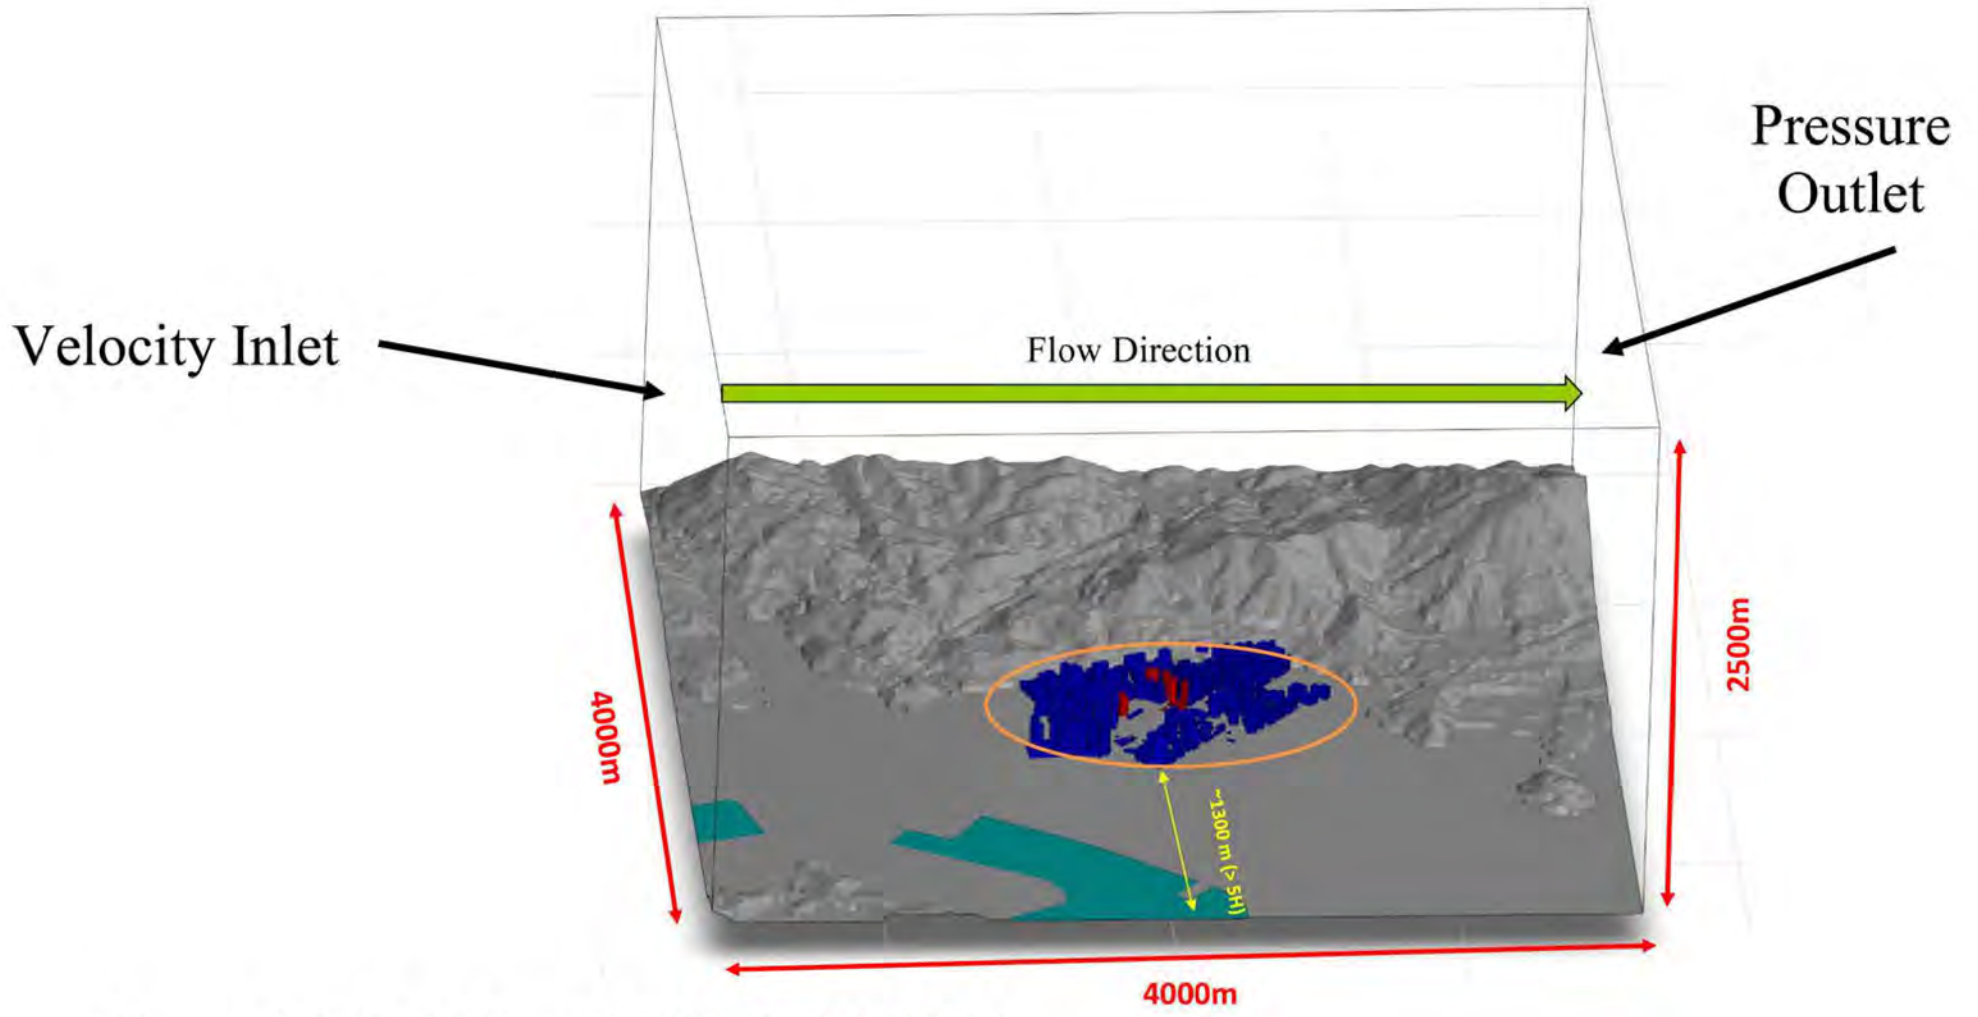 Pressure
Outlet
Velocity Inlet
Flow Direction
2500m
4000m
~1300 m (> 5H)
4000m